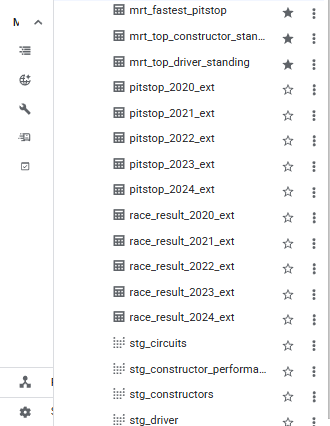 M
mrt_fastest_pitstop
mrt_top_constructor_stan...
mrt_top_driver_standing
pitstop_2020_ext
pitstop_2021_ext
pitstop_2022_ext
pitstop_2023_ext
pitstop_2024_ext
race_result_2020_ext
race_result_2021_ext
race_result_2022_ext
race_result_2023_ext
race_result_2024_ext
stg_circuits
stg_constructor_performa...
stg_constructors
stg_driver